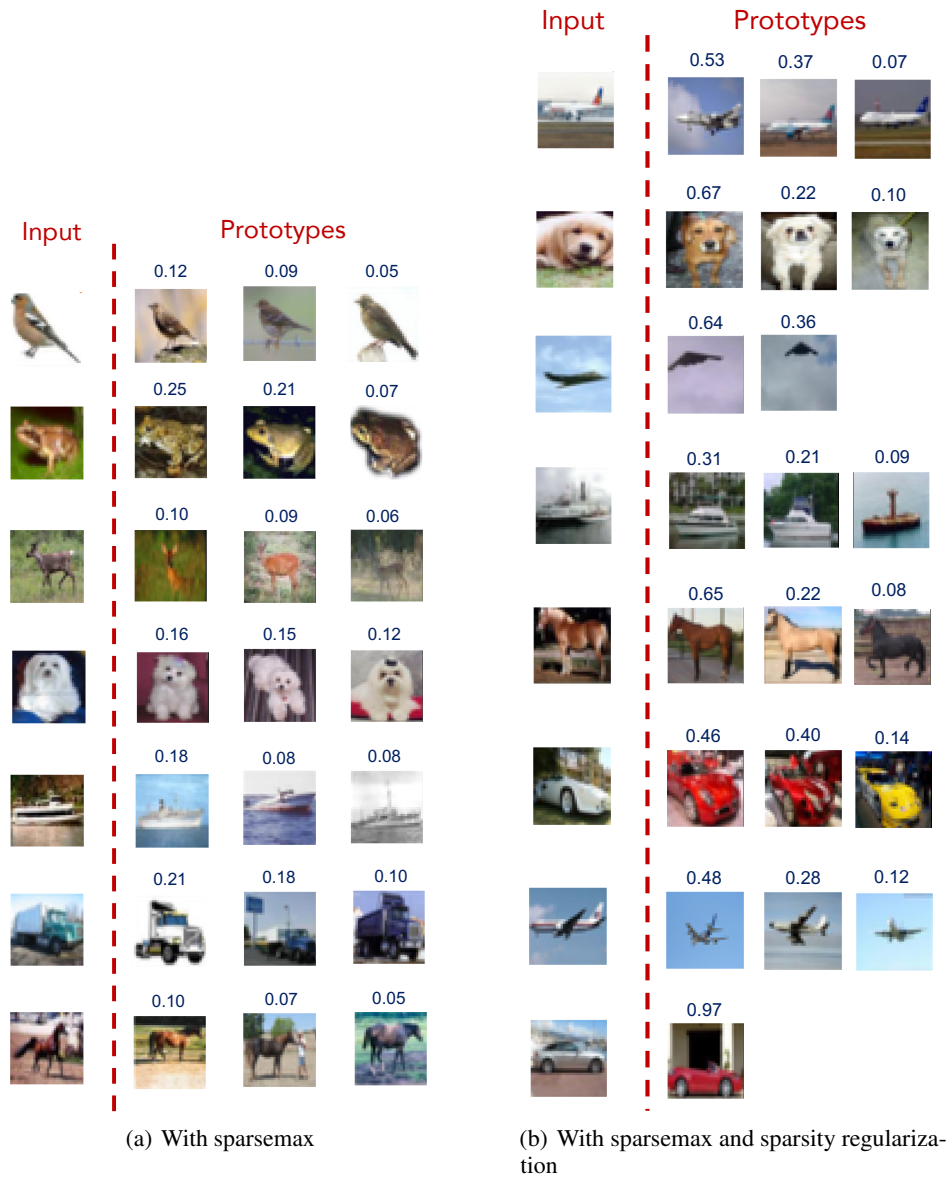 Input Prototypes
0.12 0.09 0.05
0.25 0.21 0.07
0.10 0.09 0.06
0.16 0.15 0.12
0.18 0.08 0.08
0.21 0.18 0.10
0.10 0.07 0.05
(a) With sparsemax
Input Prototypes
0.53 0.37 0.07
0.67 0.22 0.10
0.64 0.36
0.31 0.21 0.09
0.65 0.22 0.08
0.46 0.40 0.14
0.48 0.28 0.12
0.97
(b) With sparsemax and sparsity regulariza-
tion